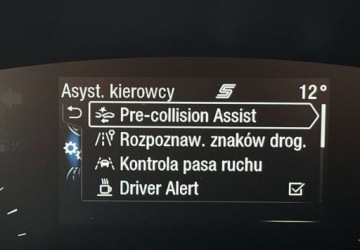 Asyst. kierowcy S 12°
Pre-collision Assist
Rozpoznaw. znaków drog.
Kontrola pasa ruchu
Driver Alert